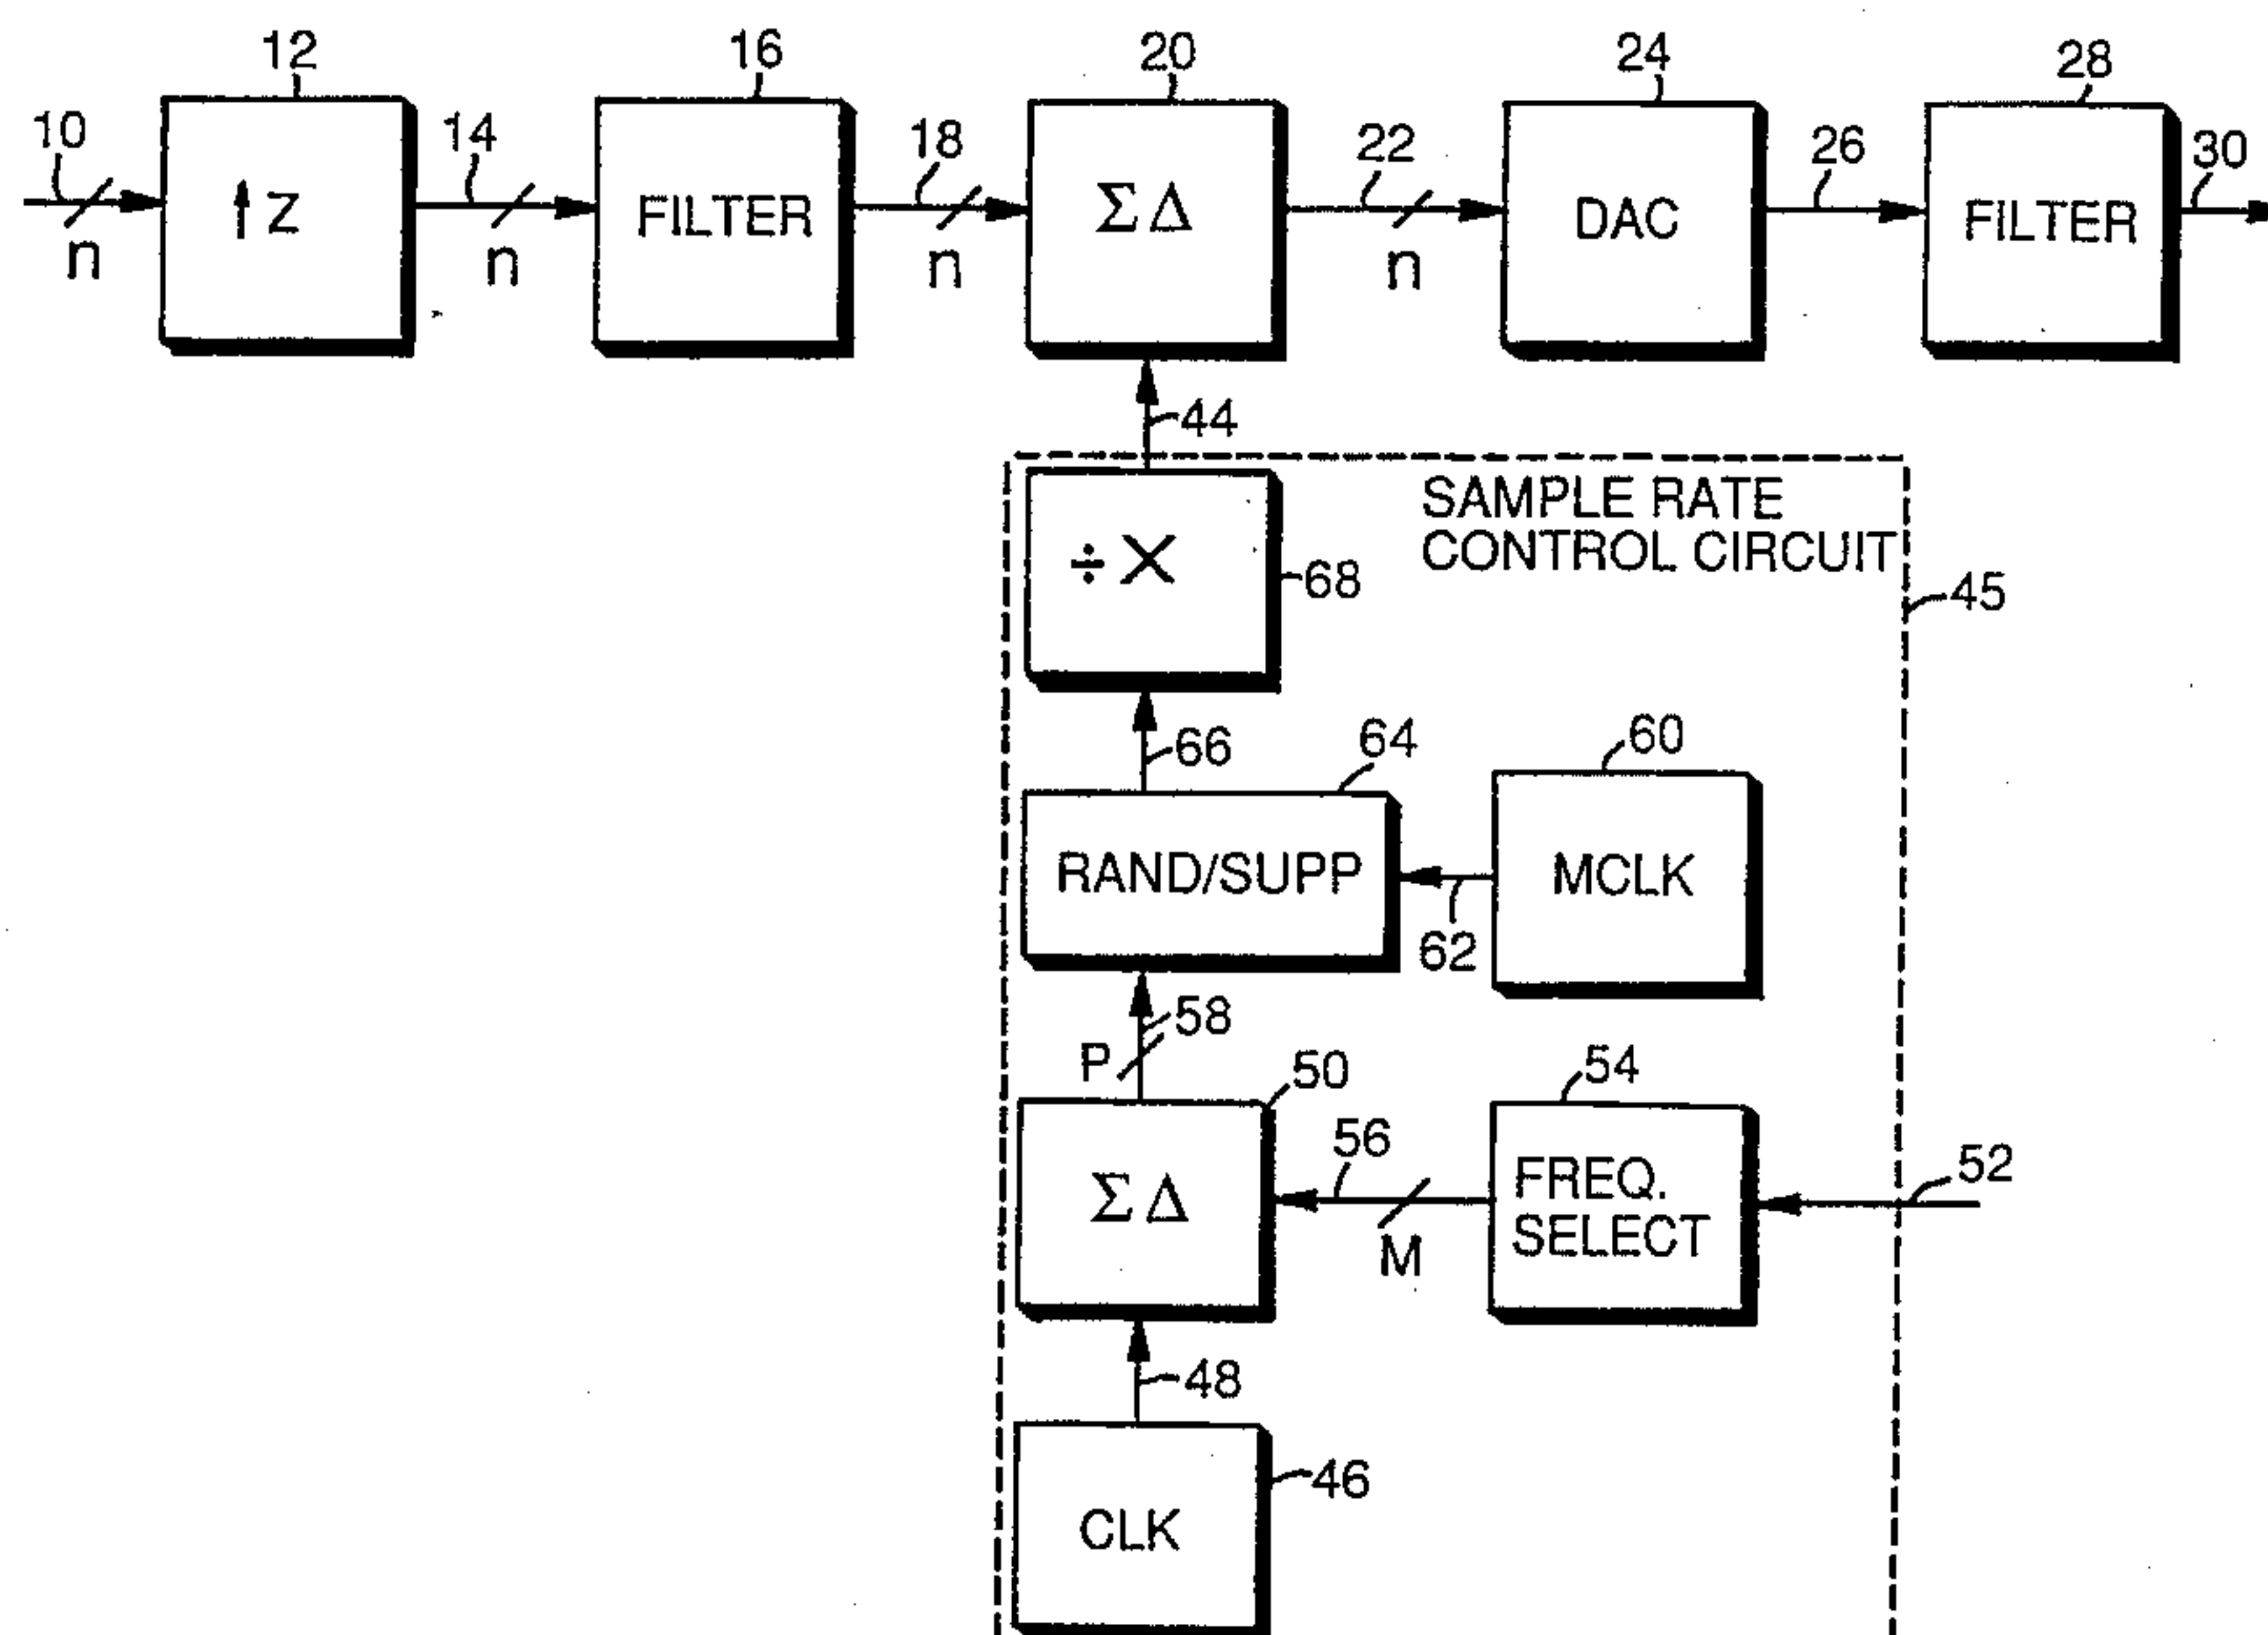 12
16
20
24
28
10
14
18
22
26
30
↑ Z
FILTER
Σ Δ
DAC
FILTER
n
n
n
n
44
SAMPLE RATE
CONTROL CIRCUIT
÷ X
68
45
66
64
60
RAND/SUPP
MCLK
62
58
P
50
54
56
52
Σ Δ
FREQ.
SELECT
M
48
46
CLK